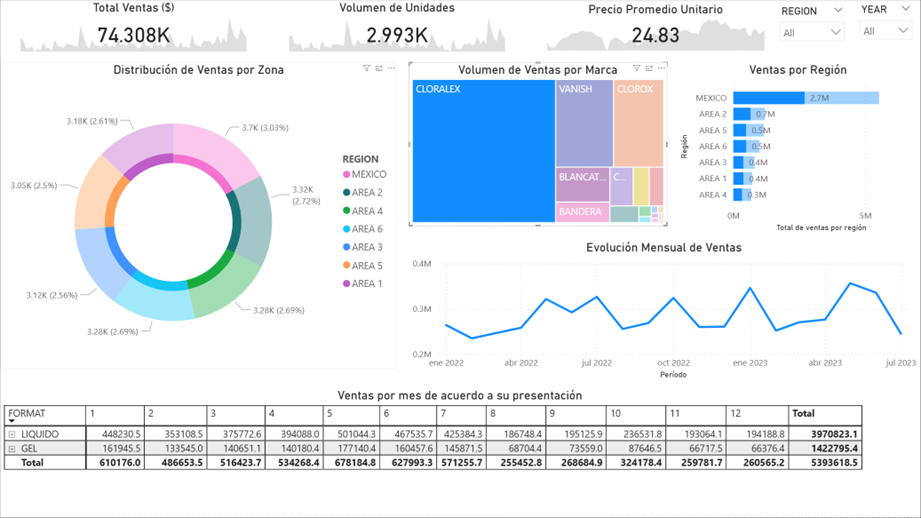 Total Ventas ($)
74.308K
Volumen de Unidades
2.993K
Precio Promedio Unitario
24.83
REGION
All
YEAR
All
Distribución de Ventas por Zona
3.7K (3.03%)
3.32K
(2.72%)
3.28K (2.69%)
3.28K (2.69%)
3.12K (2.56%)
3.05K (2.5%)
3.18K (2.61%)
REGION
MEXICO
AREA 2
AREA 4
AREA 6
AREA 3
AREA 5
AREA 1
Volumen de Ventas por Marca
CLORALEX
VANISH
CLOROX
BLANCAT...
C...
BANDERA
Ventas por Región
Región
MEXICO 2.7M
AREA 2 0.7M
AREA 5 0.5M
AREA 6 0.5M
AREA 3 0.4M
AREA 1 0.4M
AREA 4 0.3M
0M 5M
Total de ventas por región
Evolución Mensual de Ventas
0.4M
0.3M
0.2M
ene 2022 abr 2022 jul 2022 oct 2022 ene 2023 abr 2023 jul 2023
Período
Ventas por mes de acuerdo a su presentación
FORMAT 1 2 3 4 5 6 7 8 9 10 11 12 Total
LIQUIDO 448230.5 353108.5 375772.6 394088.0 501044.3 467535.7 425384.3 186748.4 195125.9 236531.8 193064.1 194188.8 3970823.1
GEL 161945.5 133545.0 140651.1 140180.4 177140.4 160457.6 145871.5 68704.4 73559.0 87646.5 66717.5 66376.4 1422795.4
Total 610176.0 486653.5 516423.7 534268.4 678184.8 627993.3 571255.7 255452.8 268684.9 324178.4 259781.7 260565.2 5393618.5